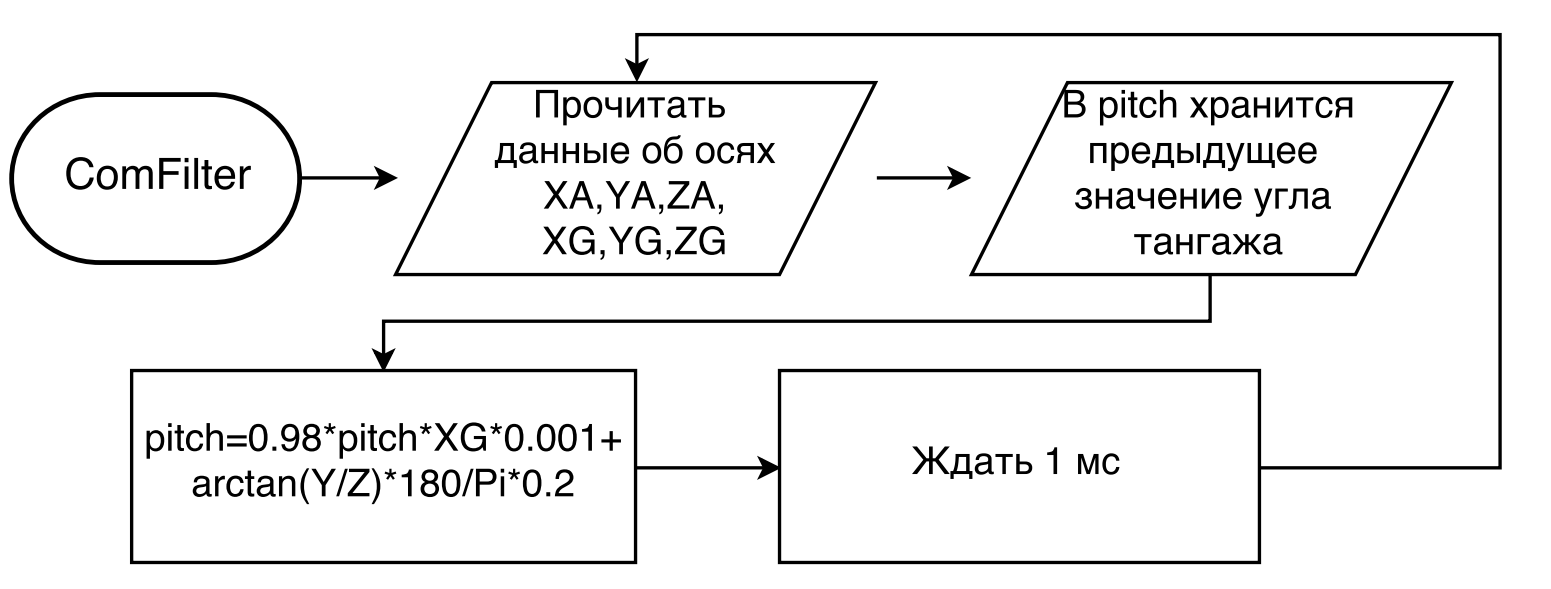 ComFilter
Прочитать
данные об осях
XA,YA,ZA,
XG,YG,ZG
В pitch хранится
предыдущее
значение угла
тангажа
pitch=0.98*pitch*XG*0.001+
arctan(Y/Z)*180/Pi*0.2
Ждать 1 мс